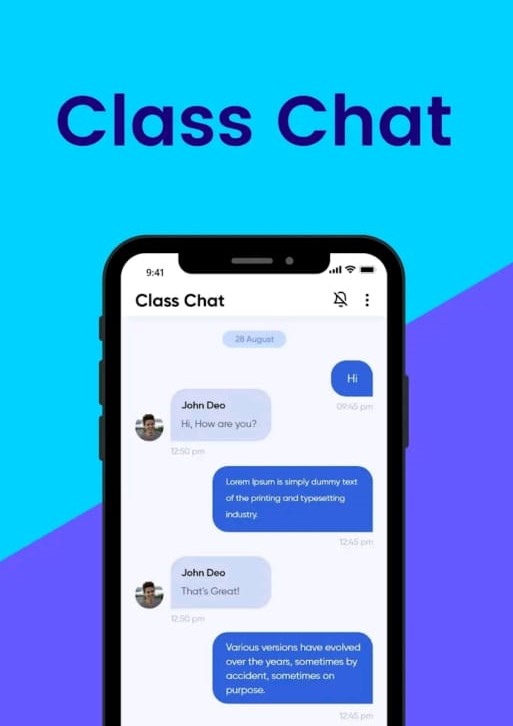 Class Chat
9:41
Class Chat
28 August
Hi
09:45 pm
John Deo
Hi, How are you?
12:50 pm
Lorem Ipsum is simply dummy text
of the printing and typesetting
industry.
12:45 pm
John Deo
That's Great!
12:50 pm
Various versions have evolved
over the years, sometimes by
accident, sometimes on
purpose.
12:45 pm